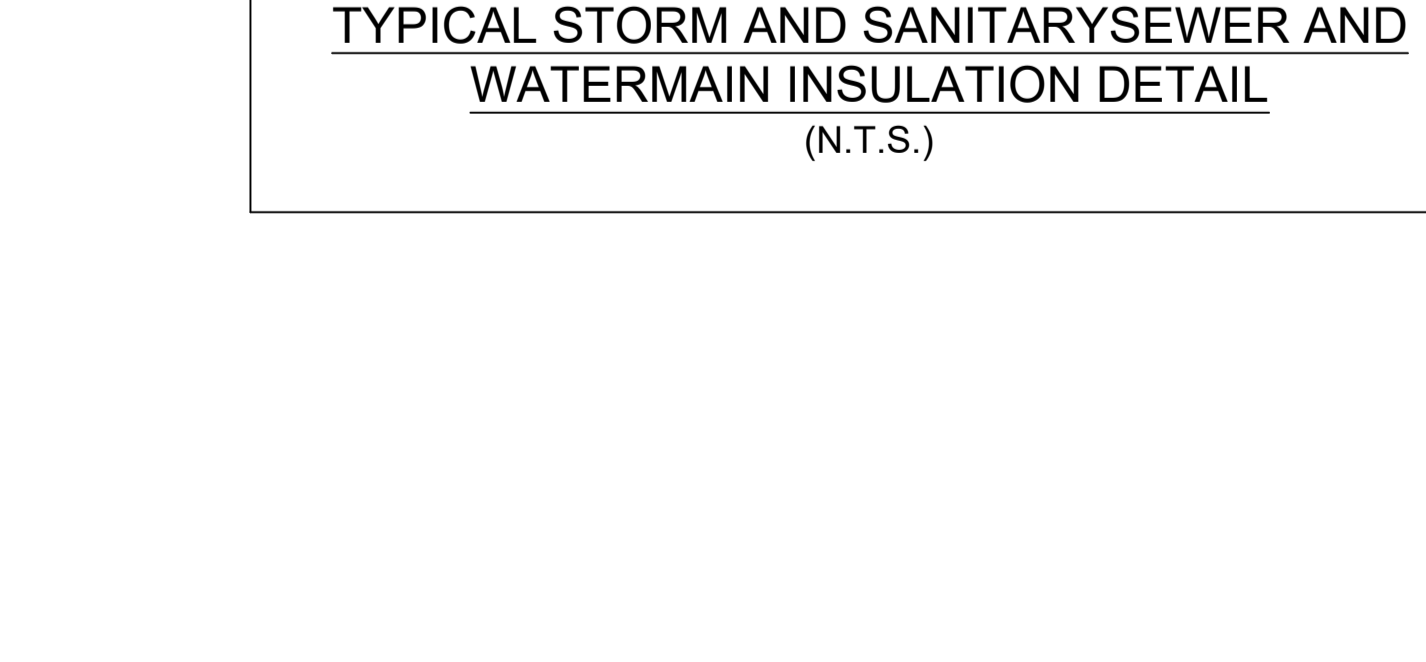 TYPICAL STORM AND SANITARYSEWER AND
WATERMAIN INSULATION DETAIL
(N.T.S.)